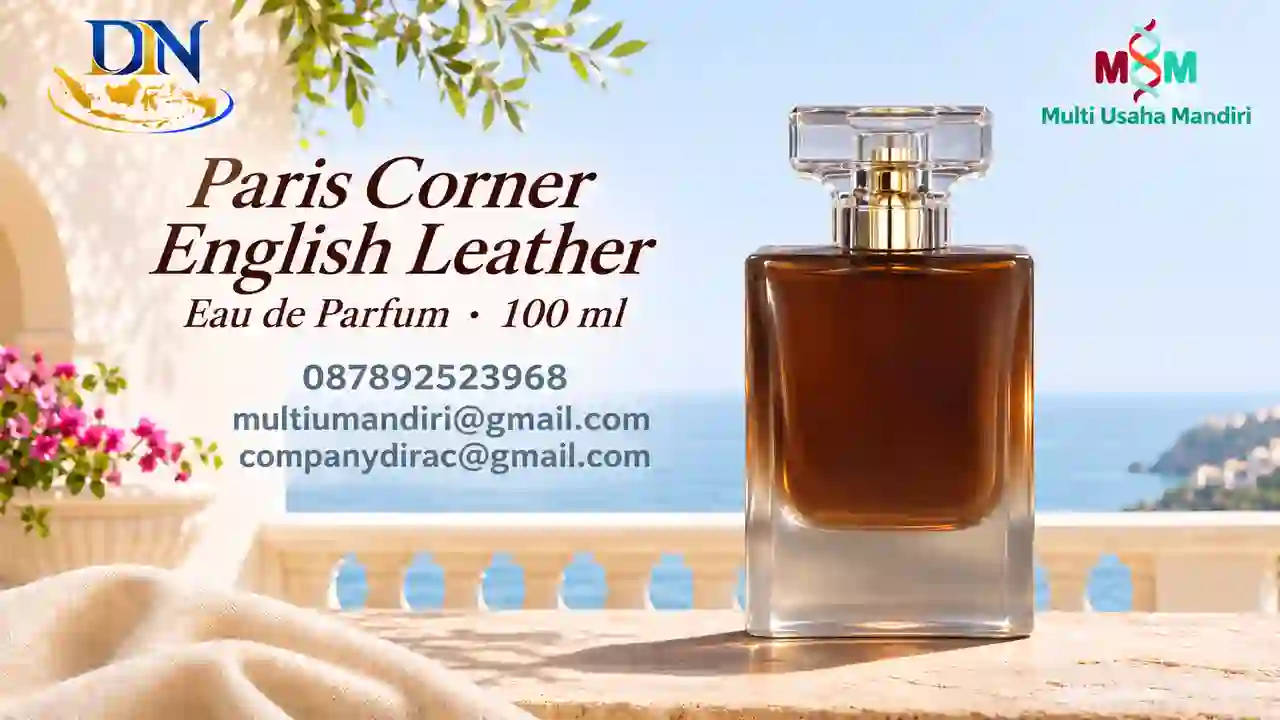 DN
MSM
Multi Usaha Mandiri
Paris Corner
English Leather
Eau de Parfum • 100 ml
087892523968
multiumandiri@gmail.com
companydirac@gmail.com